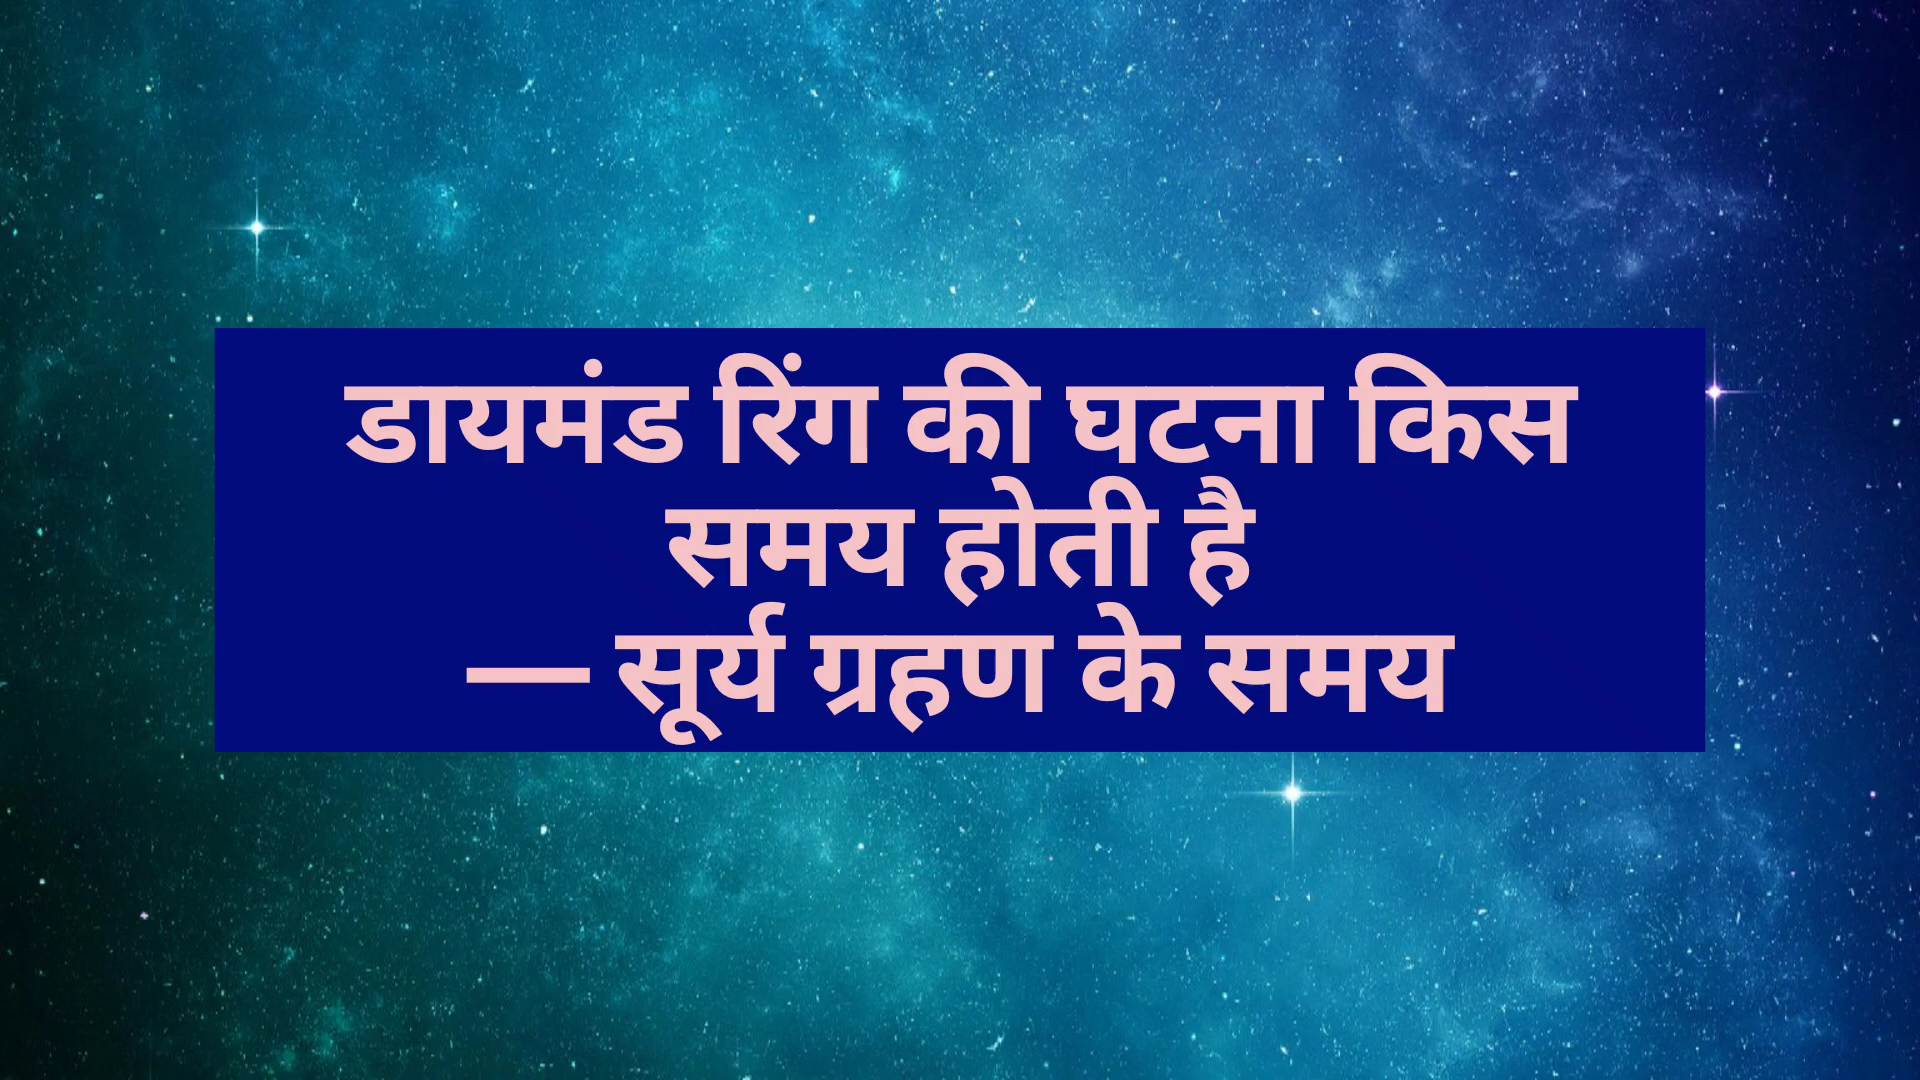 डायमंड रिंग की घटना किस
समय होती है
— सूर्य ग्रहण के समय